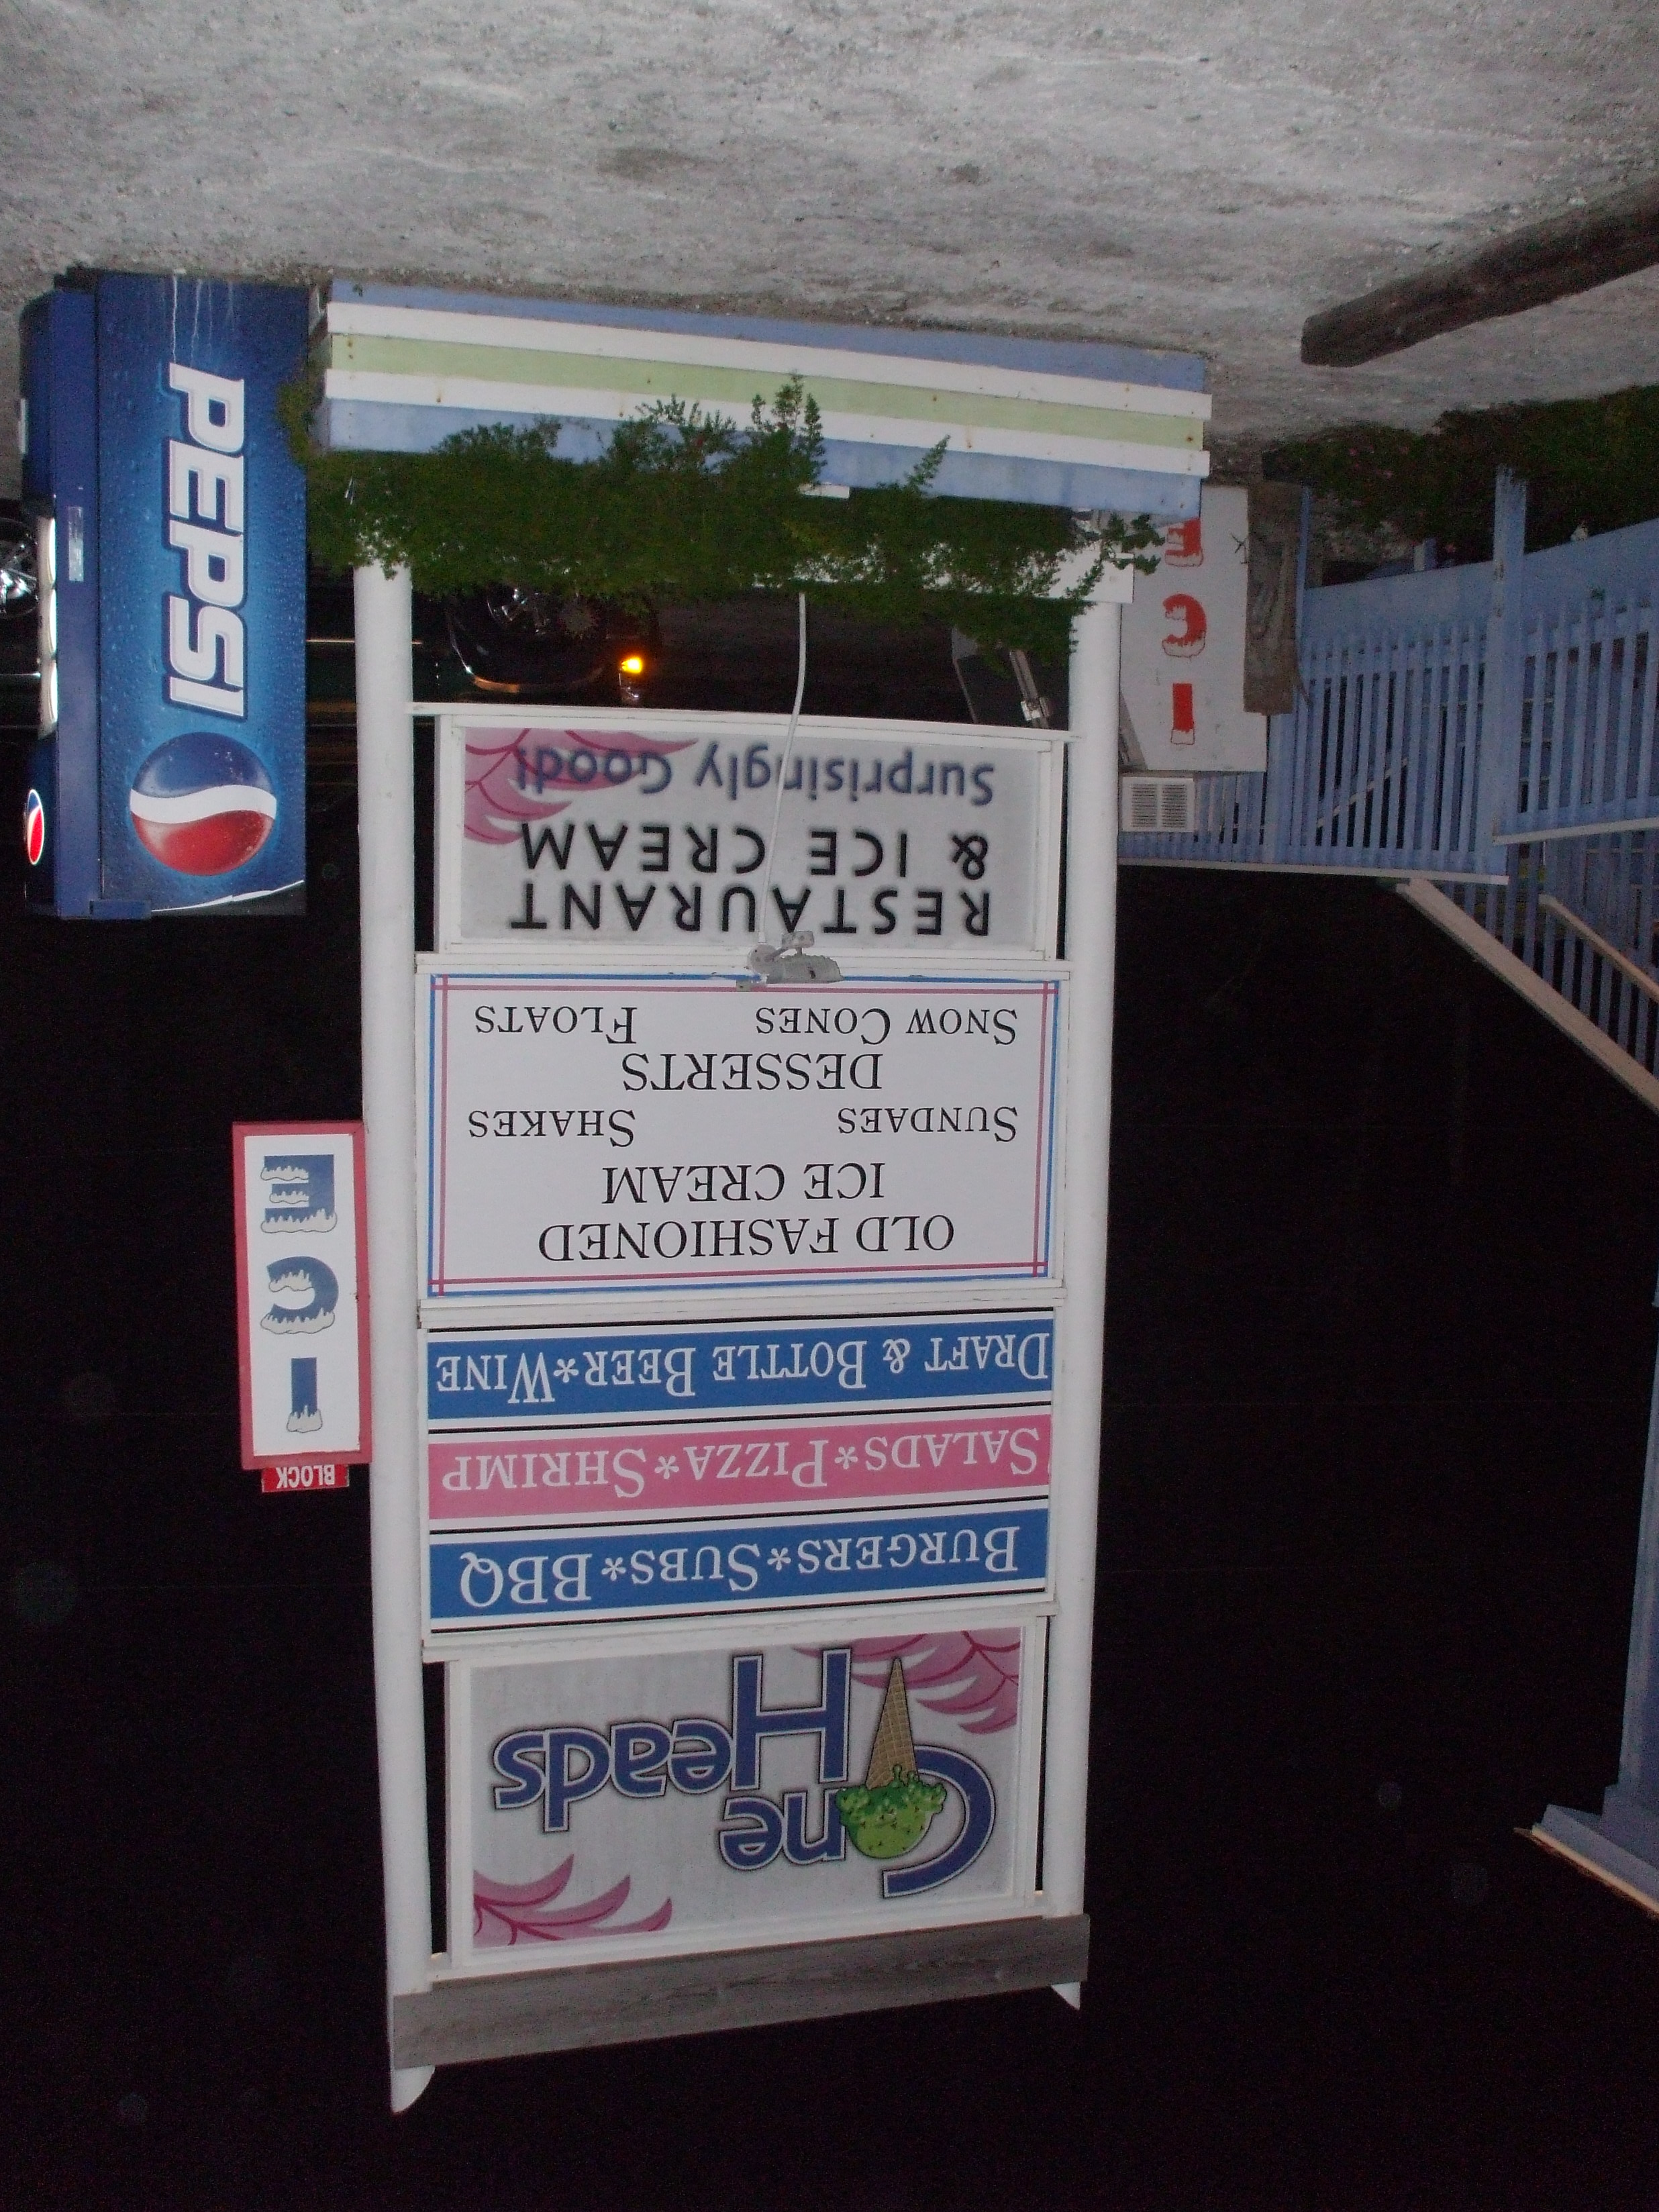 Cone
Heads
BURGERS*SUBS*BBQ
SALADS*PIZZA*SHRIMP
DRAFT & BOTTLE BEER*WINE
OLD FASHIONED
ICE CREAM
SUNDAES SHAKES
DESSERTS
SNOW CONES FLOATS
RESTAURANT
& ICE CREAM
Surprisingly Good!
BLOCK
ICE
PEPSI
ICE